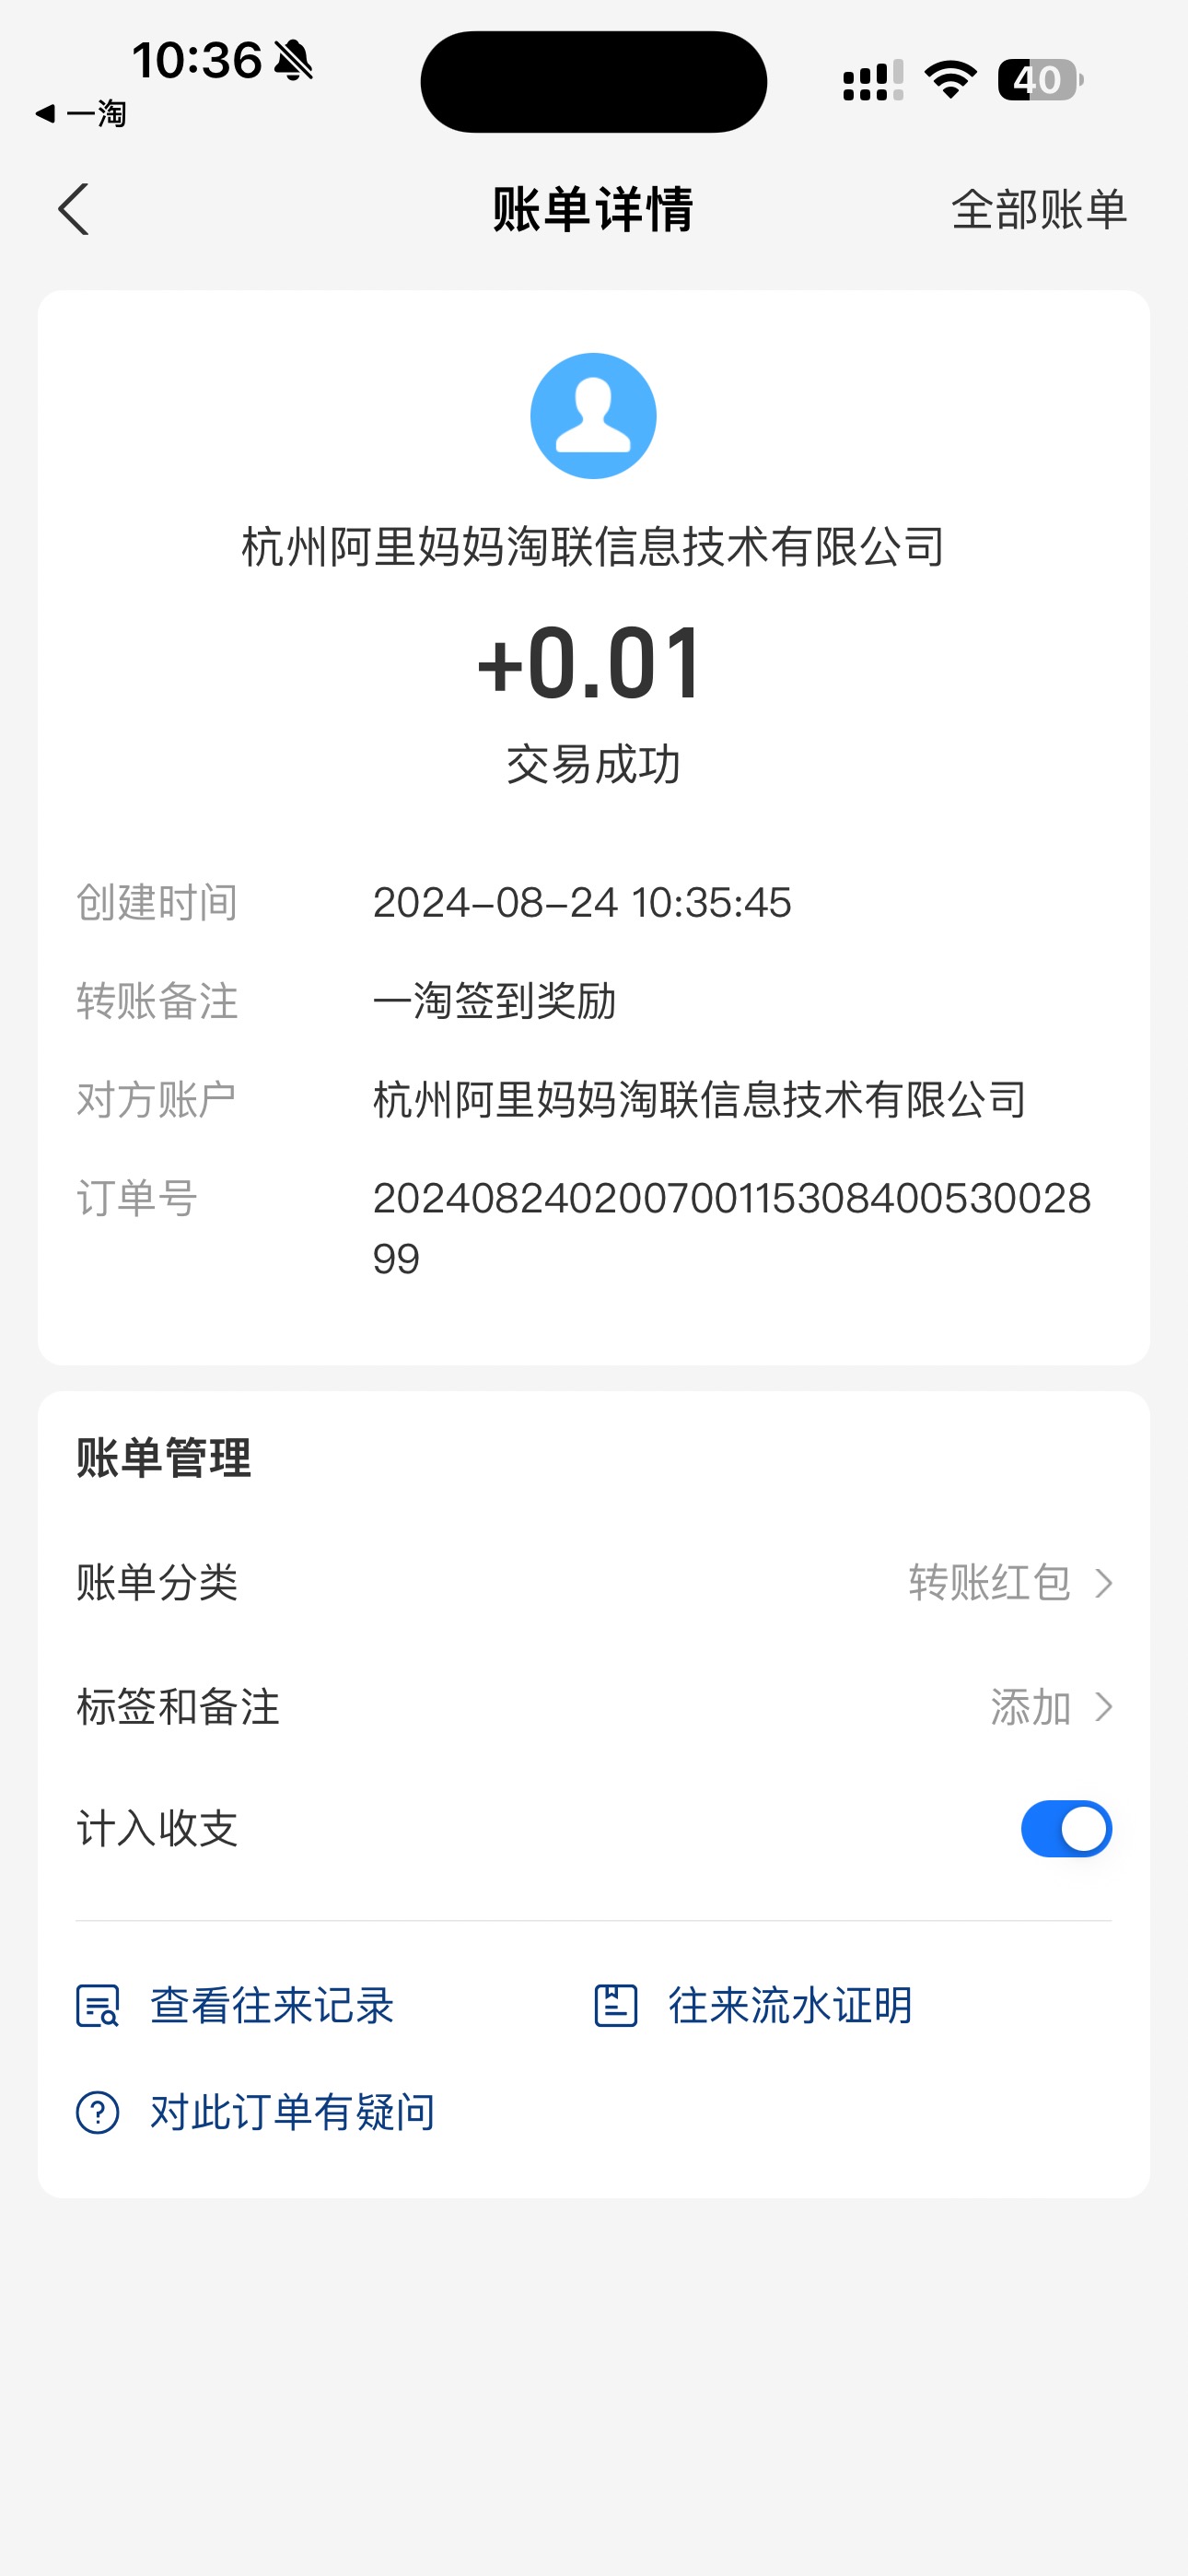 10:36
40
一淘
账单详情
全部账单
杭州阿里妈妈淘联信息技术有限公司
+0.01
交易成功
创建时间 2024-08-24 10:35:45
转账备注 一淘签到奖励
对方账户 杭州阿里妈妈淘联信息技术有限公司
订单号 202408240200700115308400530028
99
账单管理
账单分类 转账红包
标签和备注 添加
计入收支
查看往来记录 往来流水证明
对此订单有疑问